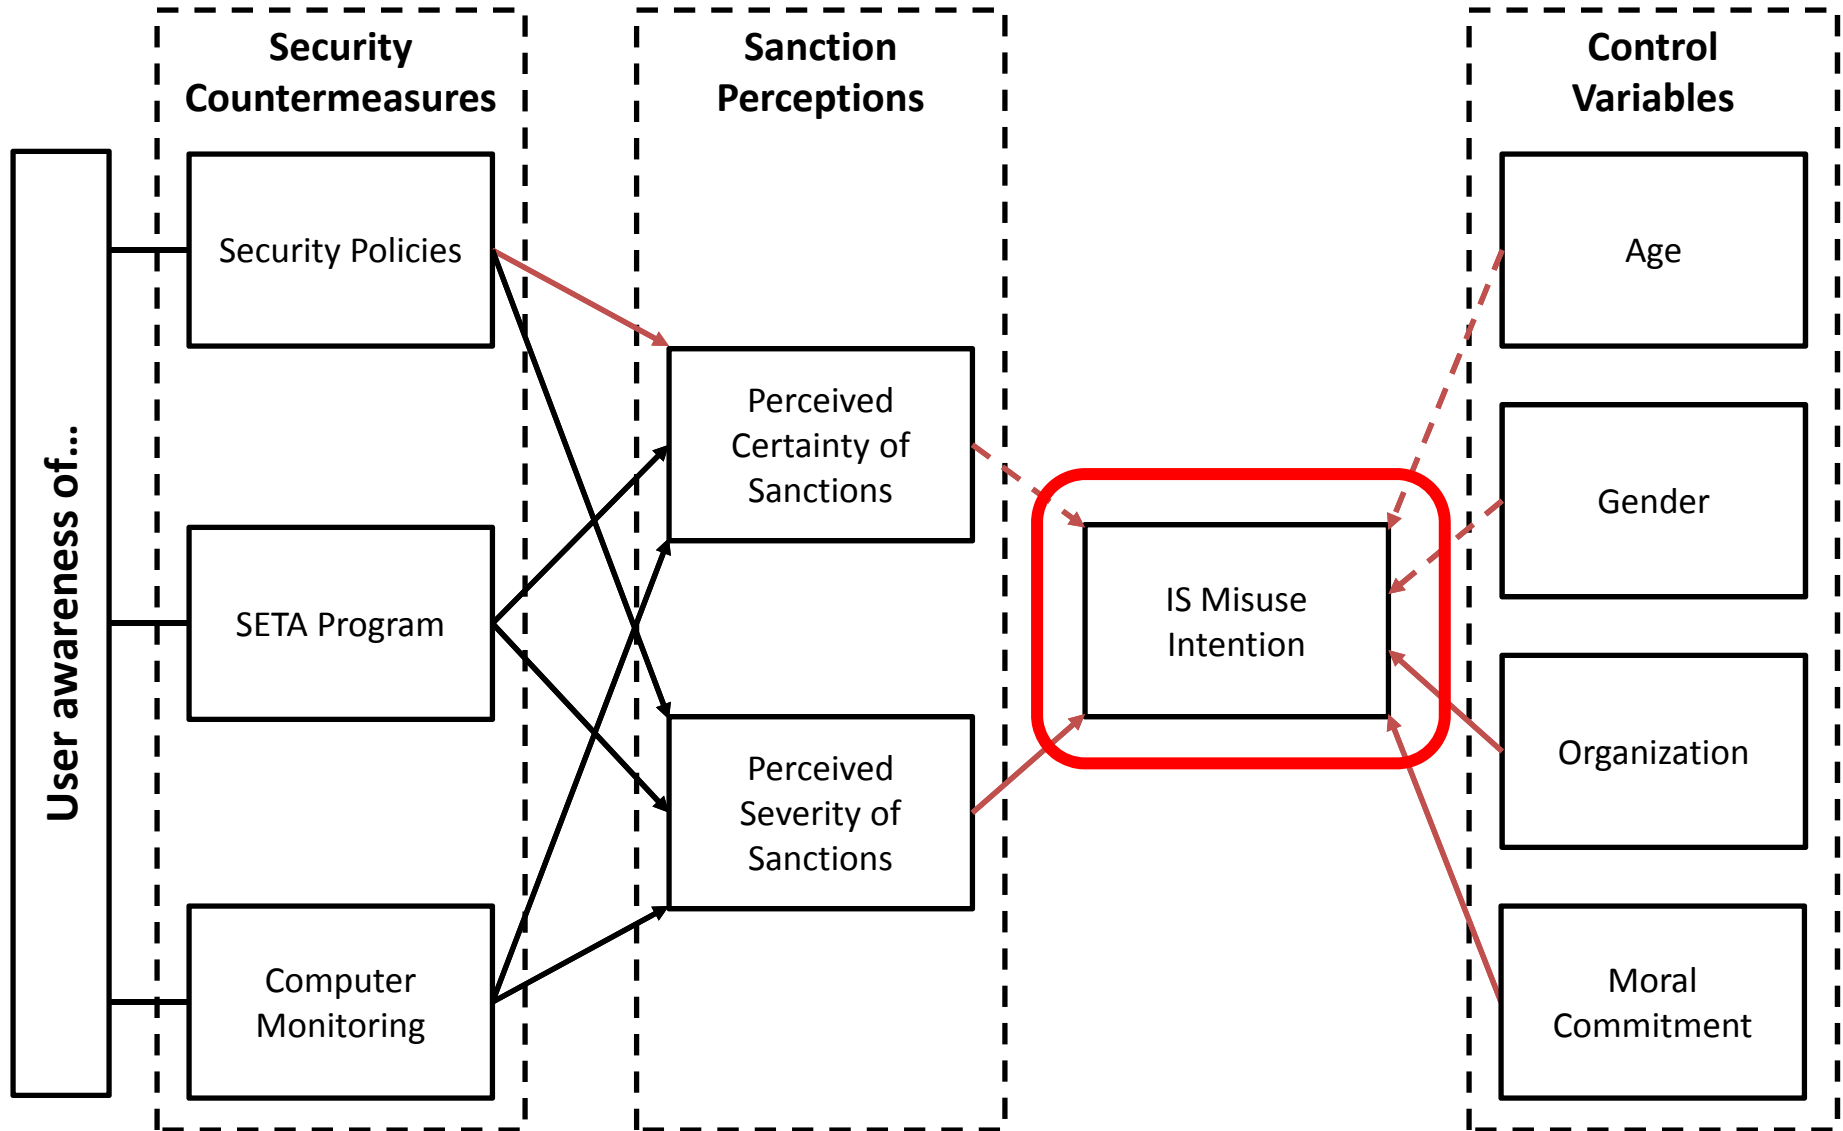 User awareness of...
Security
Countermeasures
Security Policies
SETA Program
Computer
Monitoring
Sanction
Perceptions
Perceived
Certainty of
Sanctions
Perceived
Severity of
Sanctions
IS Misuse
Intention
Control
Variables
Age
Gender
Organization
Moral
Commitment